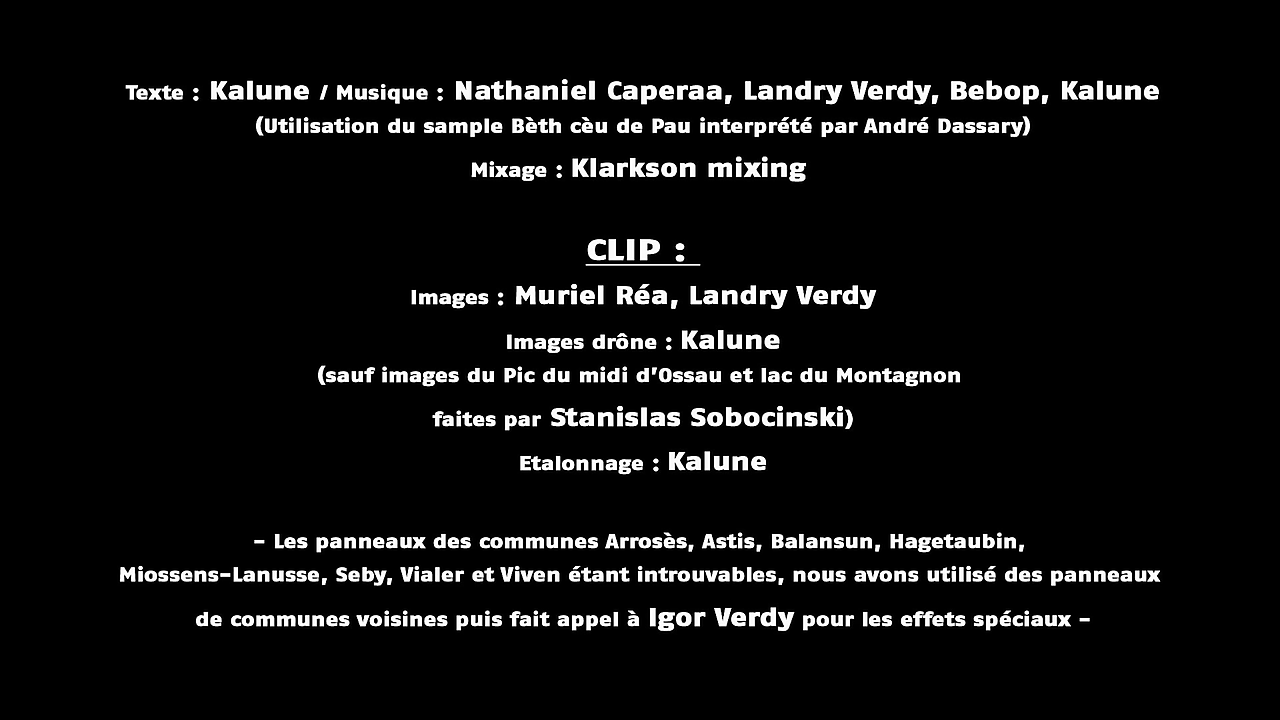 Texte : Kalune / Musique : Nathaniel Caperaa, Landry Verdy, Bebop, Kalune
(Utilisation du sample Bèth cèu de Pau interprété par André Dassary)
Mixage : Klarkson mixing
CLIP :
Images : Muriel Réa, Landry Verdy
Images drône : Kalune
(sauf images du Pic du midi d'Ossau et lac du Montagnon
faites par Stanislas Sobocinski)
Etalonnage : Kalune
- Les panneaux des communes Arrosès, Astis, Balansun, Hagetaubin,
Miossens-Lanusse, Seby, Vialer et Viven étant introuvables, nous avons utilisé des panneaux
de communes voisines puis fait appel à Igor Verdy pour les effets spéciaux -